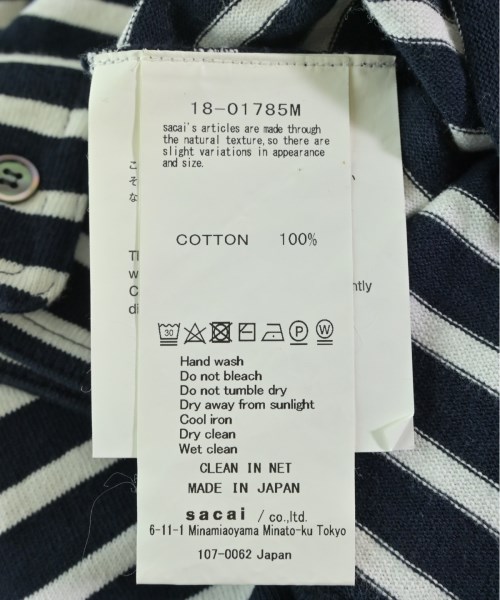 18-01785M
sacai's articles are made through
the natural texture, so there are
slight variations in appearance
and size.
COTTON 100%
30
P
W
Hand wash
Do not bleach
Do not tumble dry
Dry away from sunlight
Cool iron
Dry clean
Wet clean
CLEAN IN NET
MADE IN JAPAN
sacai / co.,ltd.
6-11-1 Minamiaoyama Minato-ku Tokyo
107-0062 Japan